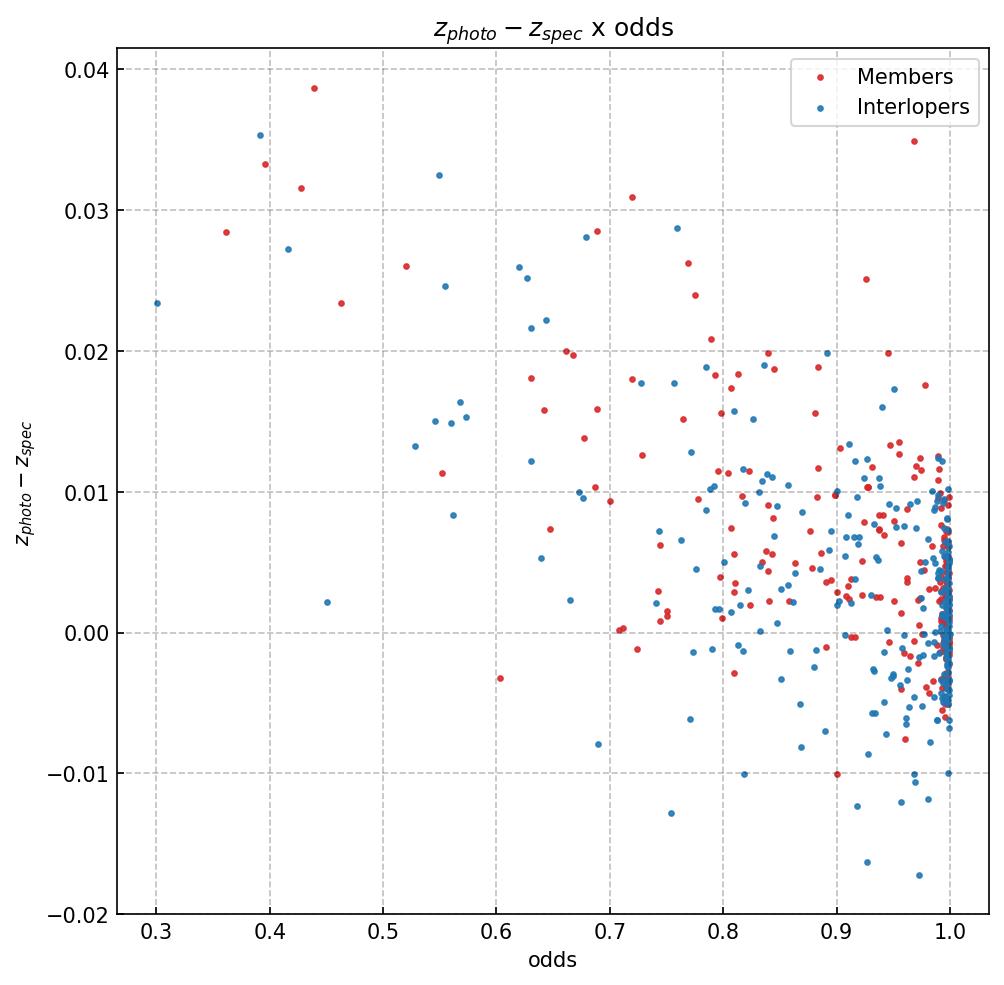 z_photo − z_spec x odds
Members
Interlopers
z_photo − z_spec
0.04
0.03
0.02
0.01
0.00
−0.01
−0.02
0.3 0.4 0.5 0.6 0.7 0.8 0.9 1.0
odds